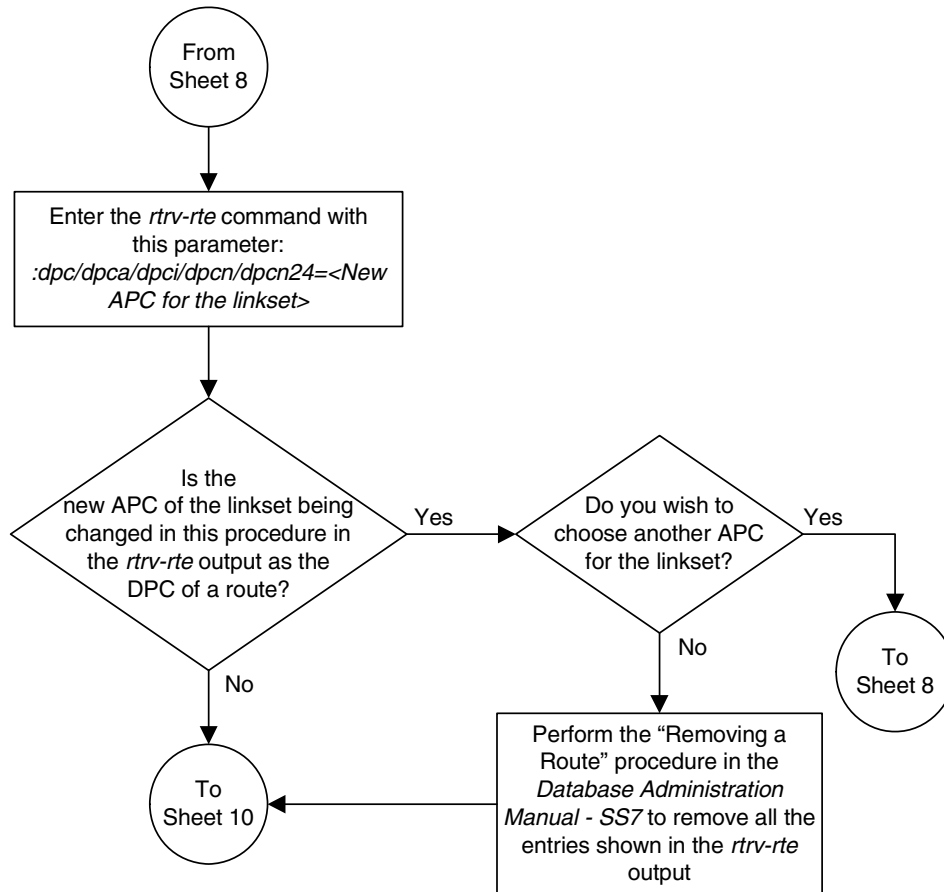 From
Sheet 8
Enter the rtrv-rte command with
this parameter:
:dpc/dpca/dpci/dpcn/dpcn24=<New
APC for the linkset>
Is the
new APC of the linkset being
changed in this procedure in
the rtrv-rte output as the
DPC of a route?
Yes
Do you wish to
choose another APC
for the linkset?
Yes
No
No
To
Sheet 8
To
Sheet 10
Perform the “Removing a
Route” procedure in the
Database Administration
Manual - SS7 to remove all the
entries shown in the rtrv-rte
output